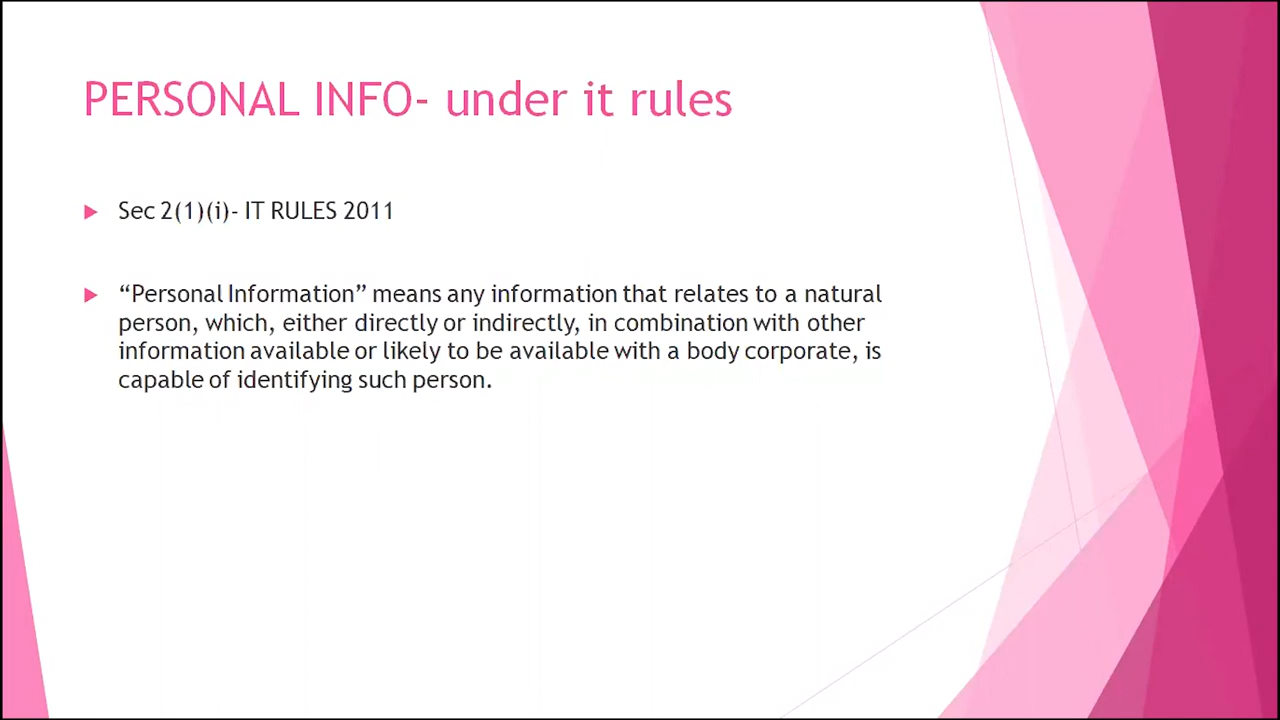 PERSONAL INFO- under it rules
Sec 2(1)(i)- IT RULES 2011
“Personal Information” means any information that relates to a natural
person, which, either directly or indirectly, in combination with other
information available or likely to be available with a body corporate, is
capable of identifying such person.